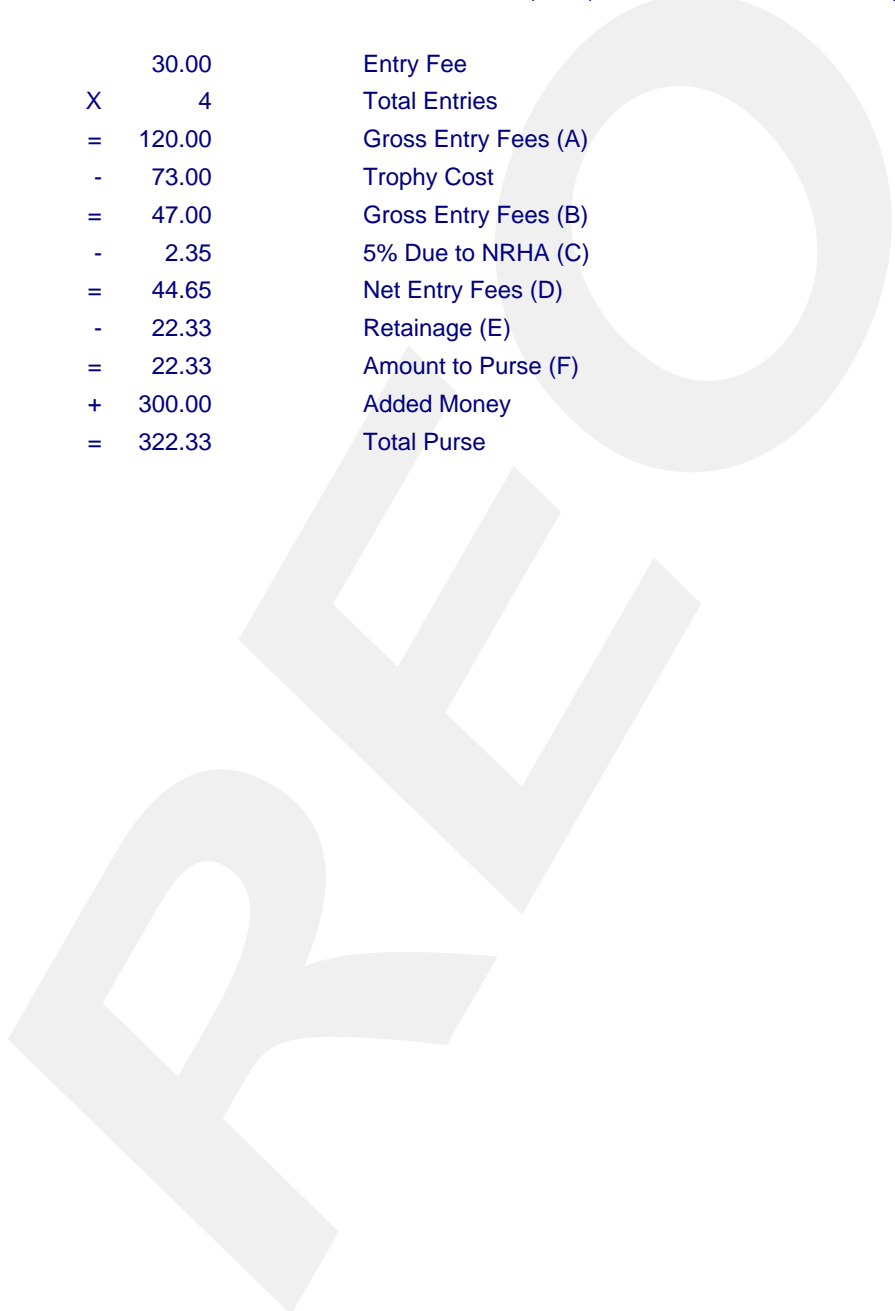 30.00 Entry Fee
X 4 Total Entries
= 120.00 Gross Entry Fees (A)
- 73.00 Trophy Cost
= 47.00 Gross Entry Fees (B)
- 2.35 5% Due to NRHA (C)
= 44.65 Net Entry Fees (D)
- 22.33 Retainage (E)
= 22.33 Amount to Purse (F)
+ 300.00 Added Money
= 322.33 Total Purse
REO